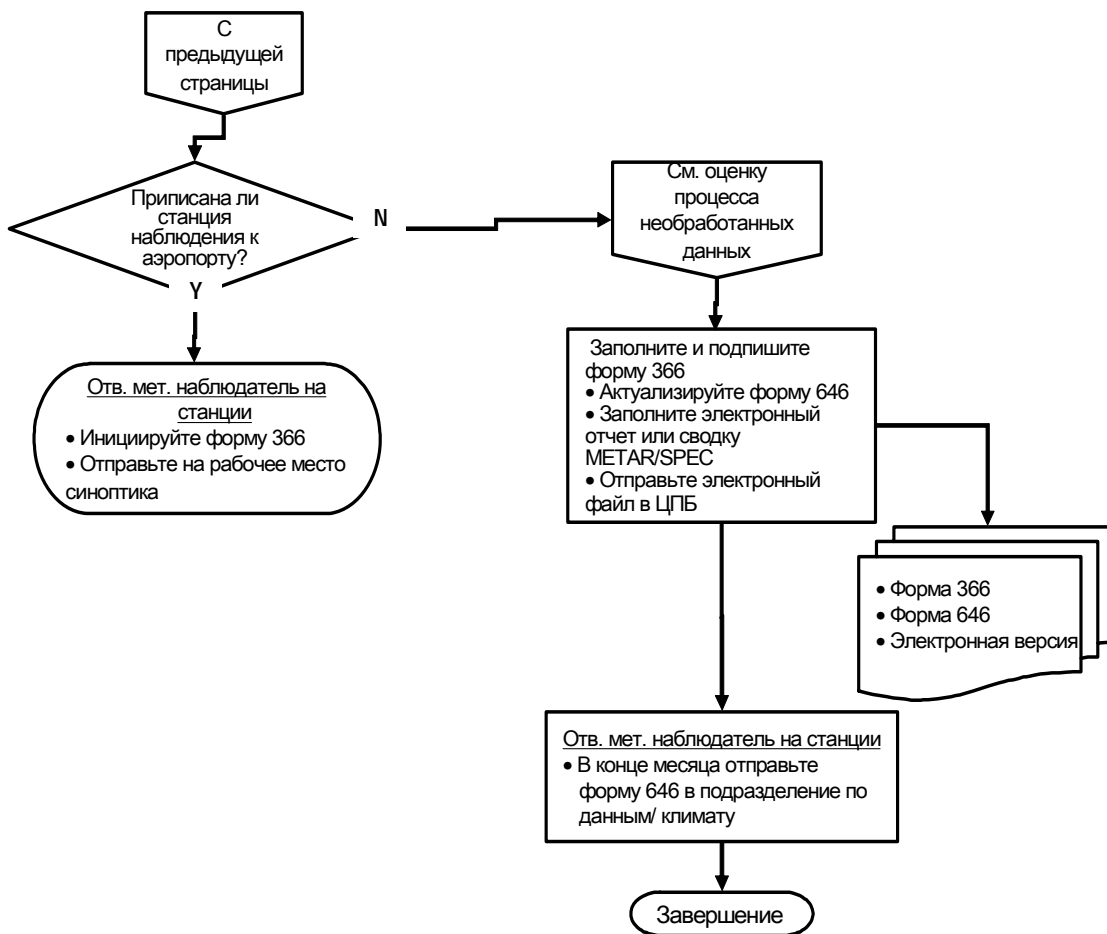 С
предыдущей
страницы
Приписана ли
станция
наблюдения к
аэропорту?
N
Y
См. оценку
процесса
необработанных
данных
Отв. мет. наблюдатель на
станции
• Инициируйте форму 366
• Отправьте на рабочее место
синоптика
Заполните и подпишите
форму 366
• Актуализируйте форму 646
• Заполните электронный
отчет или сводку
METAR/SPEC
• Отправьте электронный
файл в ЦПБ
• Форма 366
• Форма 646
• Электронная версия
Отв. мет. наблюдатель на станции
• В конце месяца отправьте
форму 646 в подразделение по
данным/ климату
Завершение